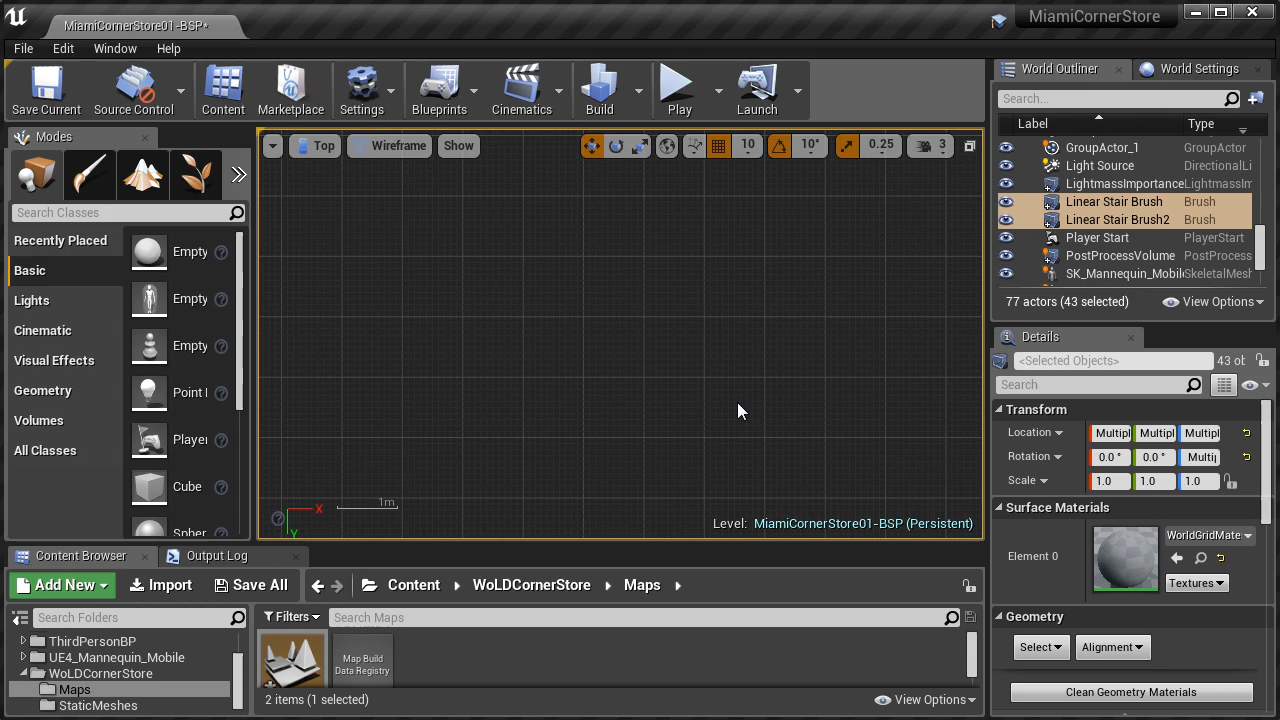 MiamiCornerStore01-BSP*
MiamiCornerStore
File Edit Window Help
Save Current
Source Control
Content
Marketplace
Settings
Blueprints
Cinematics
Build
Play
Launch
Modes
Search Classes
Recently Placed
Basic
Lights
Cinematic
Visual Effects
Geometry
Volumes
All Classes
Empty
Empty
Empty
Point
Player
Cube
Spher
Top
Wireframe
Show
10
10°
0.25
3
1m
X
Y
Level: MiamiCornerStore01-BSP (Persistent)
World Outliner
World Settings
Search...
Label Type
GroupActor_1 GroupActor
Light Source DirectionalLi
LightmassImportance LightmassIm
Linear Stair Brush Brush
Linear Stair Brush2 Brush
Player Start PlayerStart
PostProcessVolume PostProcess
SK_Mannequin_Mobile SkeletalMesh
77 actors (43 selected)
View Options
Details
<Selected Objects>
43 ob
Search
Transform
Location Multipl Multipl Multipl
Rotation 0.0 ° 0.0 ° Multip
Scale 1.0 1.0 1.0
Surface Materials
Element 0
WorldGridMate
Textures
Geometry
Select
Alignment
Clean Geometry Materials
Content Browser
Output Log
Add New
Import
Save All
Content
WoLDCornerStore
Maps
Search Folders
ThirdPersonBP
UE4_Mannequin_Mobile
WoLDCornerStore
Maps
StaticMeshes
Filters
Search Maps
Map Build
Data Registry
2 items (1 selected)
View Options